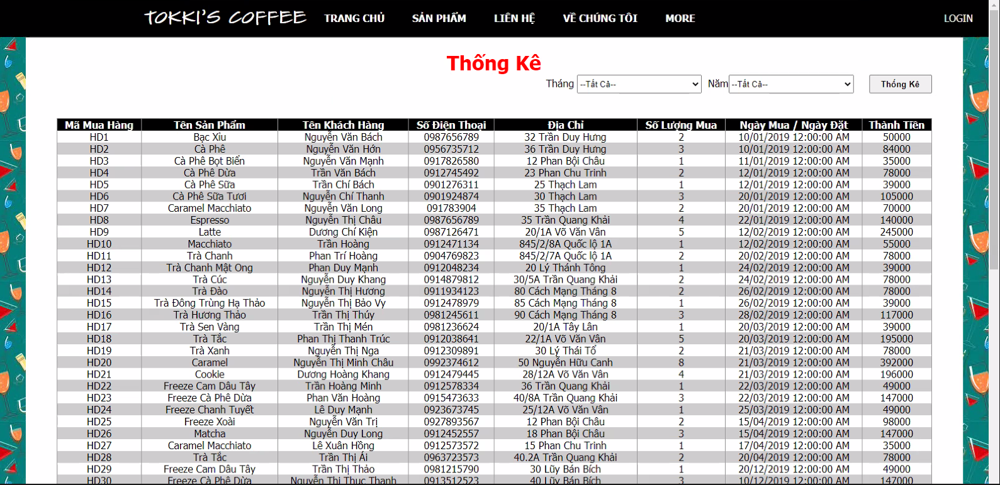 TOKKI'S COFFEE TRANG CHỦ SẢN PHẨM LIÊN HỆ VỀ CHÚNG TÔI MORE LOGIN
Thống Kê
Tháng --Tất Cả-- Năm --Tất Cả-- Thống Kê
Mã Mua Hàng Tên Sản Phẩm Tên Khách Hàng Số Điện Thoại Địa Chỉ Số Lượng Mua Ngày Mua / Ngày Đặt Thành Tiền
HD1 Bạc Xỉu Nguyễn Văn Bách 0987656789 32 Trần Duy Hưng 2 10/01/2019 12:00:00 AM 50000
HD2 Cà Phê Nguyễn Văn Hớn 0956735712 36 Trần Duy Hưng 3 10/01/2019 12:00:00 AM 84000
HD3 Cà Phê Bọt Biển Nguyễn Văn Mạnh 0917826580 12 Phan Bội Châu 1 11/01/2019 12:00:00 AM 35000
HD4 Cà Phê Dừa Trần Văn Bách 0912745492 23 Phan Chu Trinh 2 12/01/2019 12:00:00 AM 78000
HD5 Cà Phê Sữa Trần Chí Bách 0901276311 25 Thạch Lam 1 12/01/2019 12:00:00 AM 39000
HD6 Cà Phê Sữa Tươi Nguyễn Chí Thanh 0901924874 30 Thạch Lam 3 20/01/2019 12:00:00 AM 105000
HD7 Caramel Macchiato Nguyễn Văn Long 091783904 35 Thạch Lam 2 20/01/2019 12:00:00 AM 70000
HD8 Espresso Nguyễn Thị Châu 0987656789 35 Trần Quang Khải 4 22/01/2019 12:00:00 AM 140000
HD9 Latte Dương Chí Kiện 0987126471 20/1A Võ Văn Vân 5 12/02/2019 12:00:00 AM 245000
HD10 Macchiato Trần Hoàng 0912471134 845/2/8A Quốc lộ 1A 1 12/02/2019 12:00:00 AM 55000
HD11 Trà Chanh Phan Trí Hoàng 0904769823 845/2/7A Quốc lộ 1A 2 20/02/2019 12:00:00 AM 78000
HD12 Trà Chanh Mật Ong Phan Duy Mạnh 0912048234 20 Lý Thánh Tông 1 24/02/2019 12:00:00 AM 39000
HD13 Trà Cúc Nguyễn Duy Khang 0914879812 30/5A Trần Quang Khải 2 24/02/2019 12:00:00 AM 78000
HD14 Trà Đào Nguyễn Thị Hương 0911934123 80 Cách Mạng Tháng 8 2 26/02/2019 12:00:00 AM 78000
HD15 Trà Đông Trùng Hạ Thảo Nguyễn Thị Bảo Vy 0912478979 85 Cách Mạng Tháng 8 1 26/02/2019 12:00:00 AM 39000
HD16 Trà Hương Thảo Trần Thị Thúy 0981245611 90 Cách Mạng Tháng 8 3 28/02/2019 12:00:00 AM 117000
HD17 Trà Sen Vàng Trần Thị Mén 0981236624 20/1A Tây Lân 1 20/03/2019 12:00:00 AM 39000
HD18 Trà Tắc Phan Thị Thanh Trúc 0912038641 22/1A Võ Văn Vân 5 20/03/2019 12:00:00 AM 195000
HD19 Trà Xanh Nguyễn Thị Nga 0912309891 30 Lý Thái Tổ 2 21/03/2019 12:00:00 AM 78000
HD20 Caramel Nguyễn Thị Minh Châu 0992374612 50 Nguyễn Hữu Canh 8 21/03/2019 12:00:00 AM 392000
HD21 Cookie Dương Hoàng Khang 0912479445 28/12A Võ Văn Vân 4 21/03/2019 12:00:00 AM 196000
HD22 Freeze Cam Dâu Tây Trần Hoàng Minh 0912578334 36 Trần Quang Khải 1 22/03/2019 12:00:00 AM 49000
HD23 Freeze Cà Phê Dừa Phan Văn Hoàng 0915473633 40/8A Trần Quang Khải 3 22/03/2019 12:00:00 AM 147000
HD24 Freeze Chanh Tuyết Lê Duy Mạnh 0923673745 25/12A Võ Văn Vân 1 25/03/2019 12:00:00 AM 49000
HD25 Freeze Xoài Nguyễn Văn Trị 0927893567 12 Phan Bội Châu 2 15/04/2019 12:00:00 AM 98000
HD26 Matcha Nguyễn Duy Long 0912452557 18 Phan Bội Châu 3 15/04/2019 12:00:00 AM 147000
HD27 Caramel Macchiato Lê Xuân Hồng 0912573572 15 Phan Chu Trinh 1 17/04/2019 12:00:00 AM 35000
HD28 Trà Tắc Trần Thị Ái 0963723573 40.2A Trần Quang Khải 2 20/04/2019 12:00:00 AM 78000
HD29 Freeze Cam Dâu Tây Trần Thị Thảo 0981215790 30 Lũy Bán Bích 1 20/12/2019 12:00:00 AM 49000
HD30 Freeze Cà Phê Dừa Nguyễn Thị Thục Thanh 0913512523 40 Lũy Bán Bích 3 10/12/2019 12:00:00 AM 147000